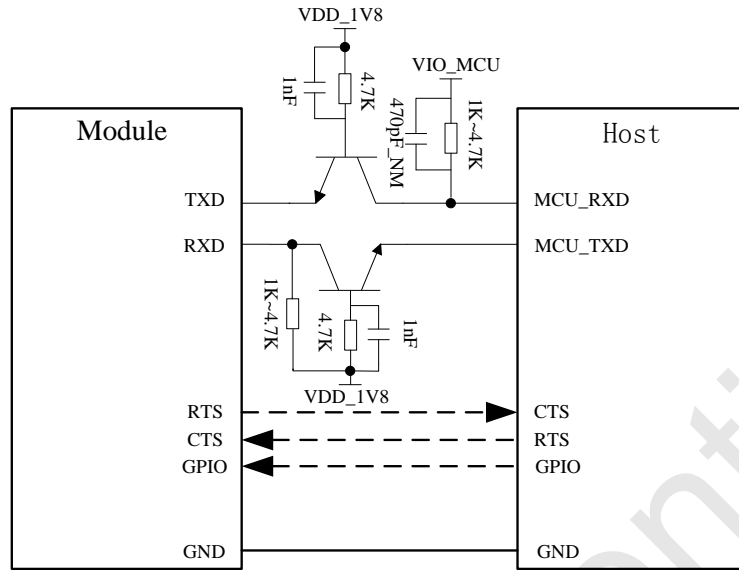 VDD_1V8
1nF
4.7K
VIO_MCU
470pF_NM
1K~4.7K
Module
Host
TXD
MCU_RXD
RXD
MCU_TXD
1K~4.7K
4.7K
1nF
VDD_1V8
RTS
CTS
CTS
RTS
GPIO
GPIO
GND
GND